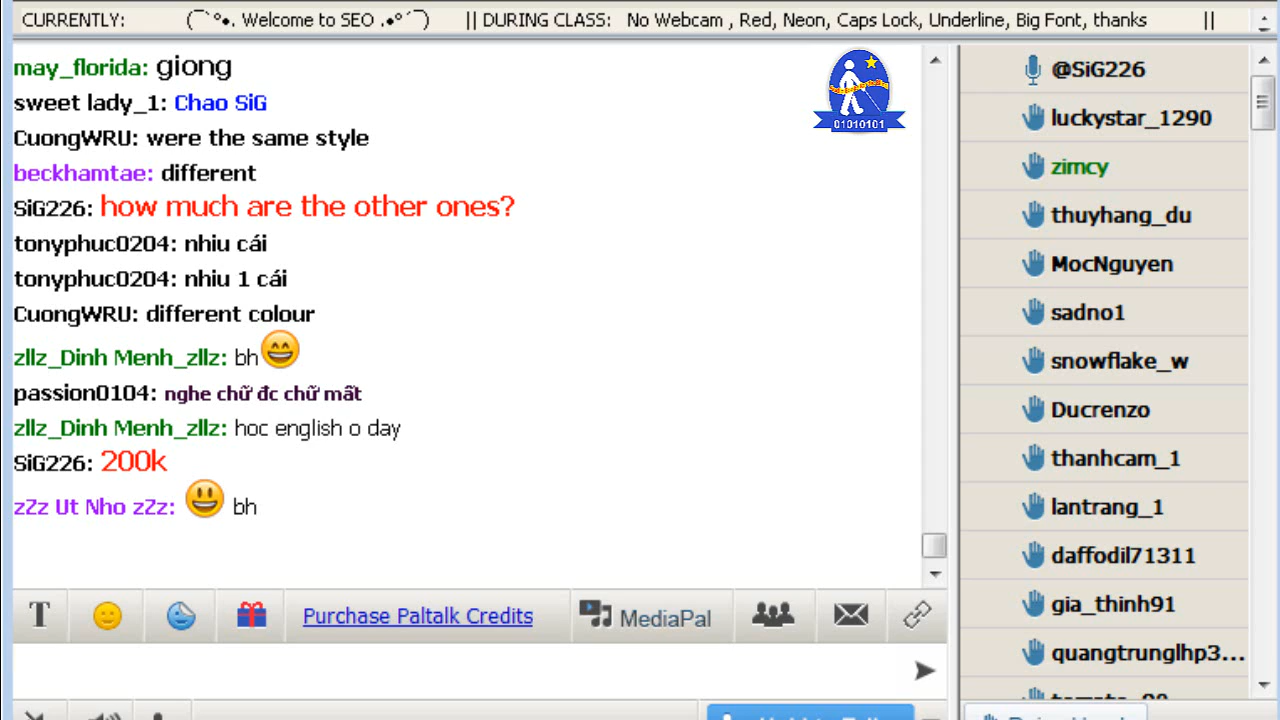 CURRENTLY: (¯`°•. Welcome to SEO .•°´¯) || DURING CLASS: No Webcam , Red, Neon, Caps Lock, Underline, Big Font, thanks ||
may_florida: giong
sweet lady_1: Chao SiG
CuongWRU: were the same style
beckhamtae: different
SiG226: how much are the other ones?
tonyphuc0204: nhiu cái
tonyphuc0204: nhiu 1 cái
CuongWRU: different colour
zllz_Dinh Menh_zllz: bh
passion0104: nghe chữ đc chữ mất
zllz_Dinh Menh_zllz: hoc english o day
SiG226: 200k
zZz Ut Nho zZz: bh
01010101
T
Purchase Paltalk Credits
MediaPal
@SiG226
luckystar_1290
zimcy
thuyhang_du
MocNguyen
sadno1
snowflake_w
Ducrenzo
thanhcam_1
lantrang_1
daffodil71311
gia_thinh91
quangtrunglhp3...